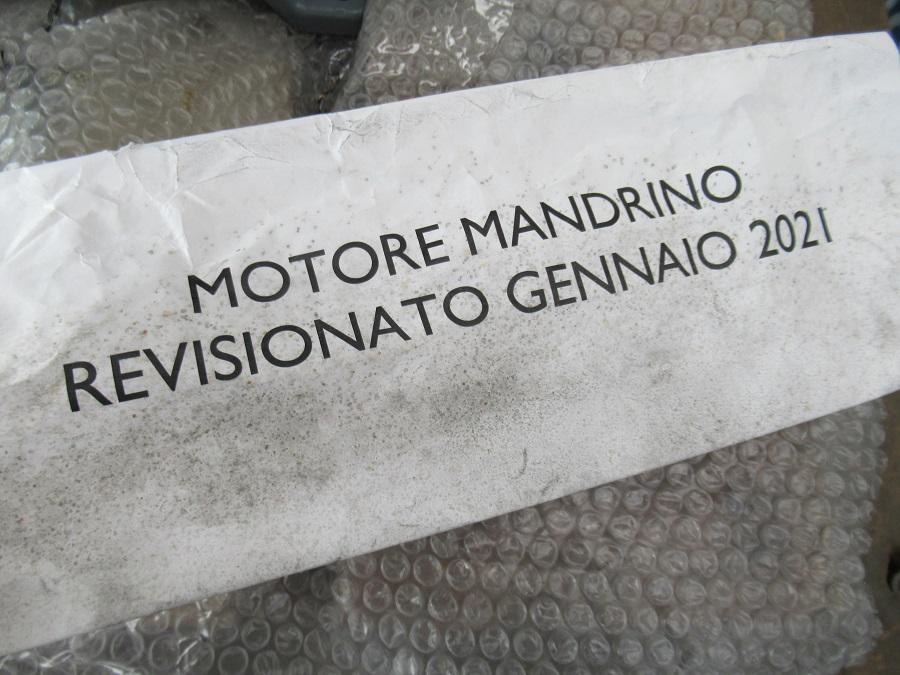 MOTORE MANDRINO
REVISIONATO GENNAIO 2021